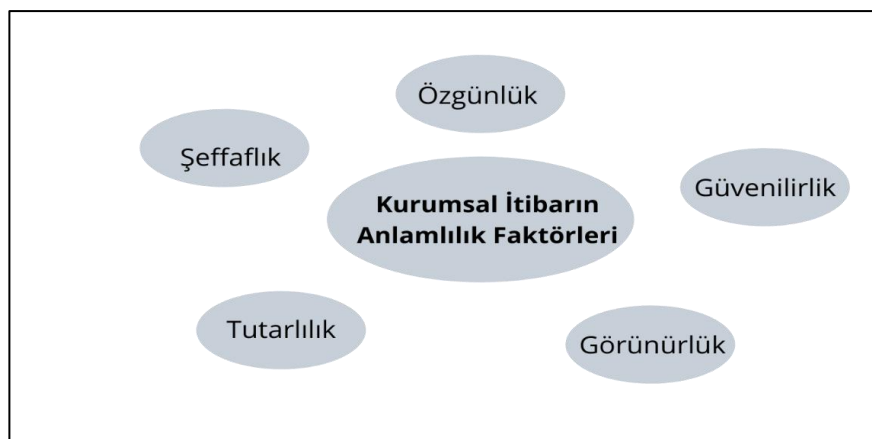 Özgünlük
Şeffaflık
Güvenilirlik
Kurumsal İtibarın
Anlamlılık Faktörleri
Tutarlılık
Görünürlük